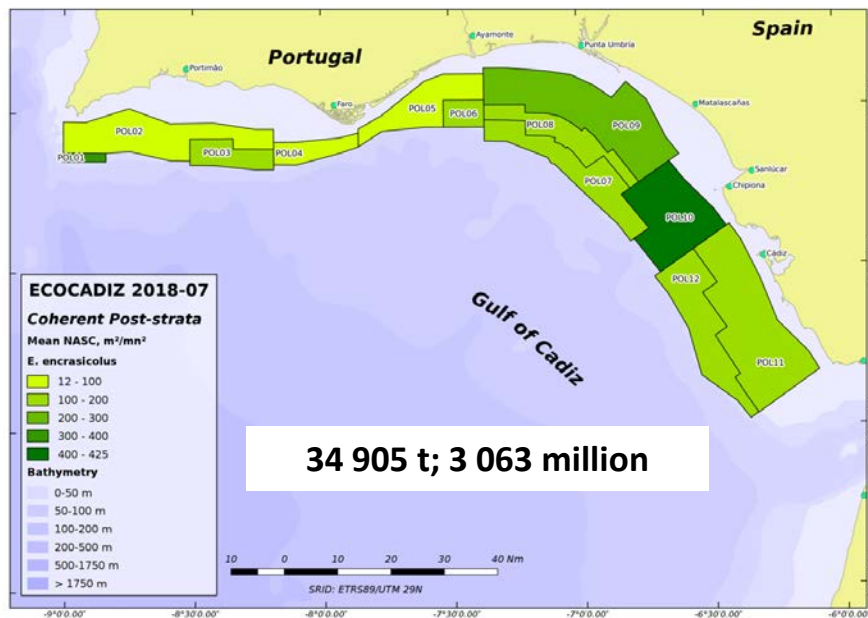 Spain
Portugal
Ayamonte
Punta Umbría
Portimão
Matalascañas
Faro
POL05
POL06
POL09
POL02
POL08
POL01
POL03
POL04
POL07
Sanlúcar
Chipiona
POL10
Cádiz
POL12
POL11
Gulf of Cadiz
ECOCADIZ 2018-07
Coherent Post-strata
Mean NASC, m²/mn²
E. encrasicolus
12 - 100
100 - 200
200 - 300
300 - 400
400 - 425
Bathymetry
0-50 m
50-100 m
100-200 m
200-500 m
500-1750 m
> 1750 m
34 905 t; 3 063 million
10 0 10 20 30 40 Nm
SRID: ETRS89/UTM 29N
-9°0'0.00" -8°30'0.00" -8°0'0.00" -7°30'0.00" -7°0'0.00" -6°30'0.00" -6°0'0.00"